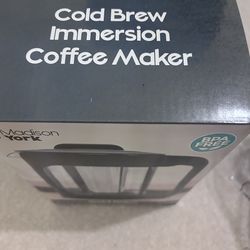 Cold Brew
Immersion
Coffee Maker
Madison
York
BPA
FREE